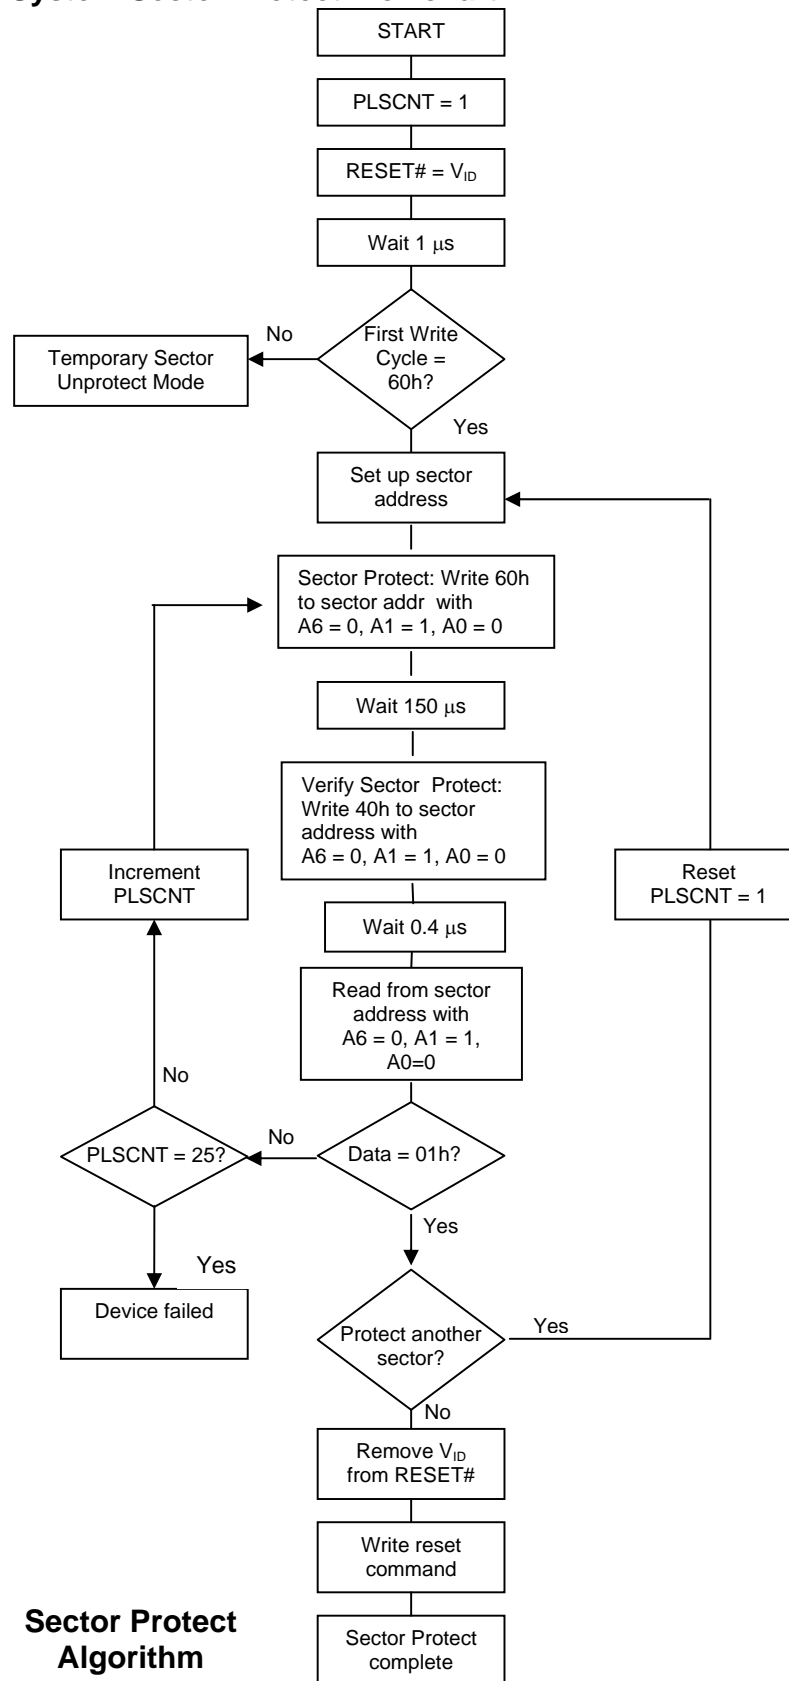 START
PLSCNT = 1
RESET# = VID
Wait 1 μs
First Write
Cycle =
60h?
No
Temporary Sector
Unprotect Mode
Yes
Set up sector
address
Sector Protect: Write 60h
to sector addr with
A6 = 0, A1 = 1, A0 = 0
Wait 150 μs
Verify Sector Protect:
Write 40h to sector
address with
A6 = 0, A1 = 1, A0 = 0
Increment
PLSCNT
Reset
PLSCNT = 1
Wait 0.4 μs
Read from sector
address with
A6 = 0, A1 = 1,
A0=0
No
PLSCNT = 25?
No
Data = 01h?
Yes
Yes
Device failed
Protect another
sector?
Yes
No
Remove VID
from RESET#
Write reset
command
Sector Protect
complete
Sector Protect
Algorithm